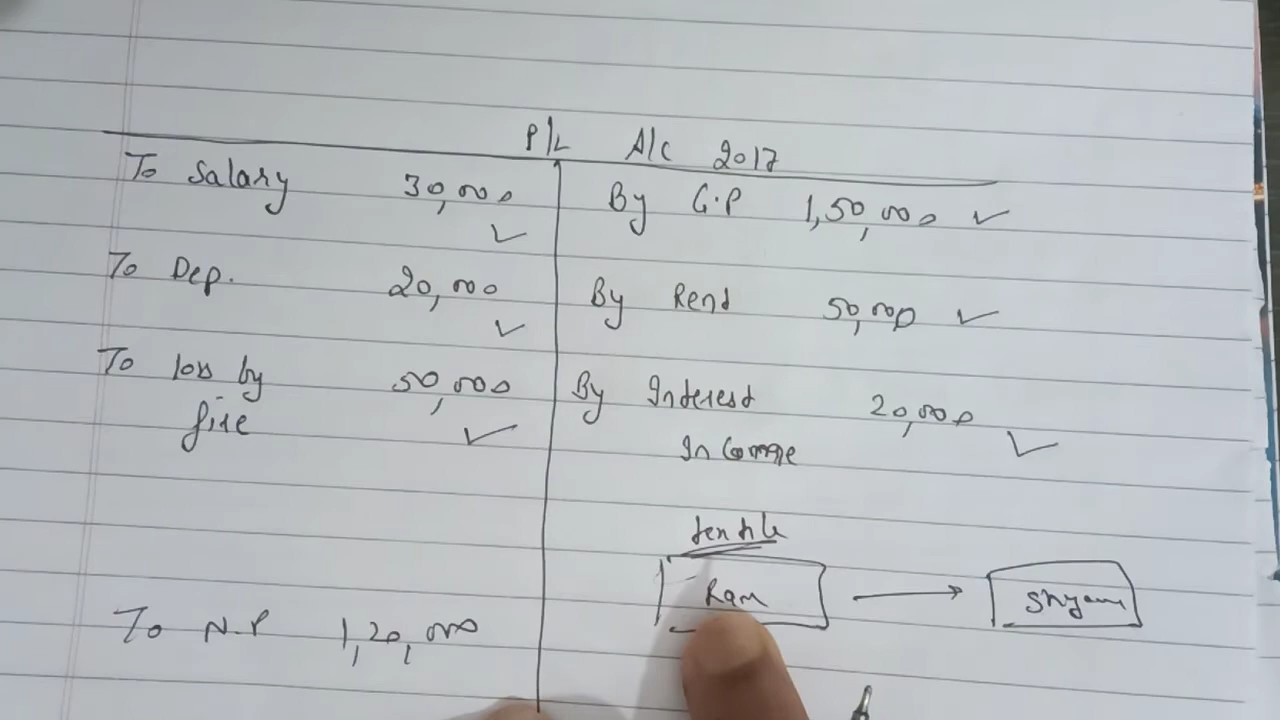 P/L A/C 2017
To Salary 30,000 By G.P 1,50,000
To Dep. 20,000 By Rent 50,000
To loss by fire 50,000 By Interest Income 20,000
textile
Ram Shyam
To N.P 1,20,000